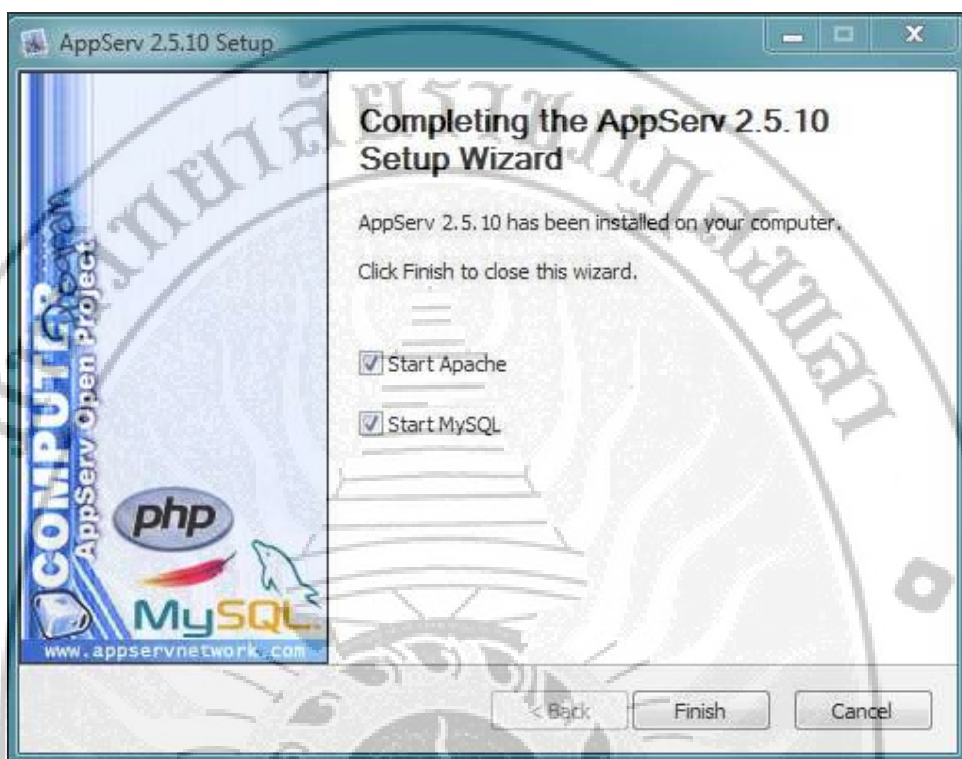 AppServ 2.5.10 Setup
Completing the AppServ 2.5.10
Setup Wizard
AppServ 2.5.10 has been installed on your computer.
Click Finish to close this wizard.
Start Apache
Start MySQL
COMPUTER
Program
AppServ Open Project
php
MySQL
www.appservnetwork.com
< Back
Finish
Cancel